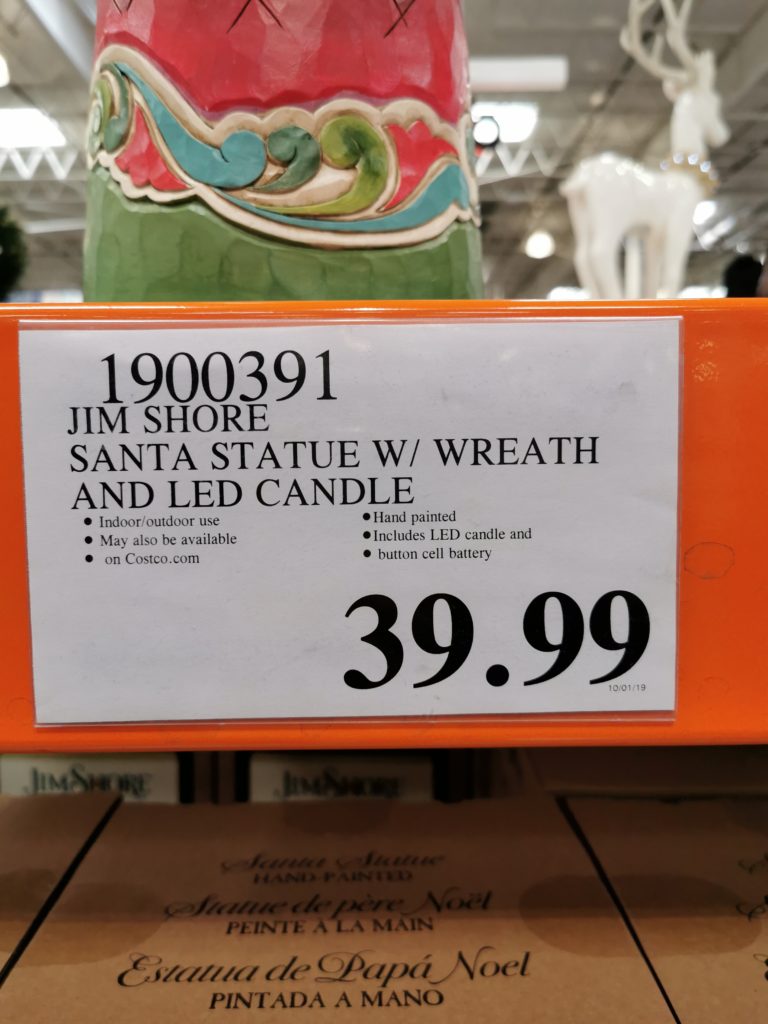 1900391
JIM SHORE
SANTA STATUE W/ WREATH
AND LED CANDLE
• Indoor/outdoor use
• May also be available
• on Costco.com
• Hand painted
• Includes LED candle and
• button cell battery
39.99
10/01/19
JIM SHORE JIM SHORE
Santa Statue
HAND-PAINTED
Statue de père Noël
PEINTE À LA MAIN
Estatua de Papá Noel
PINTADA A MANO